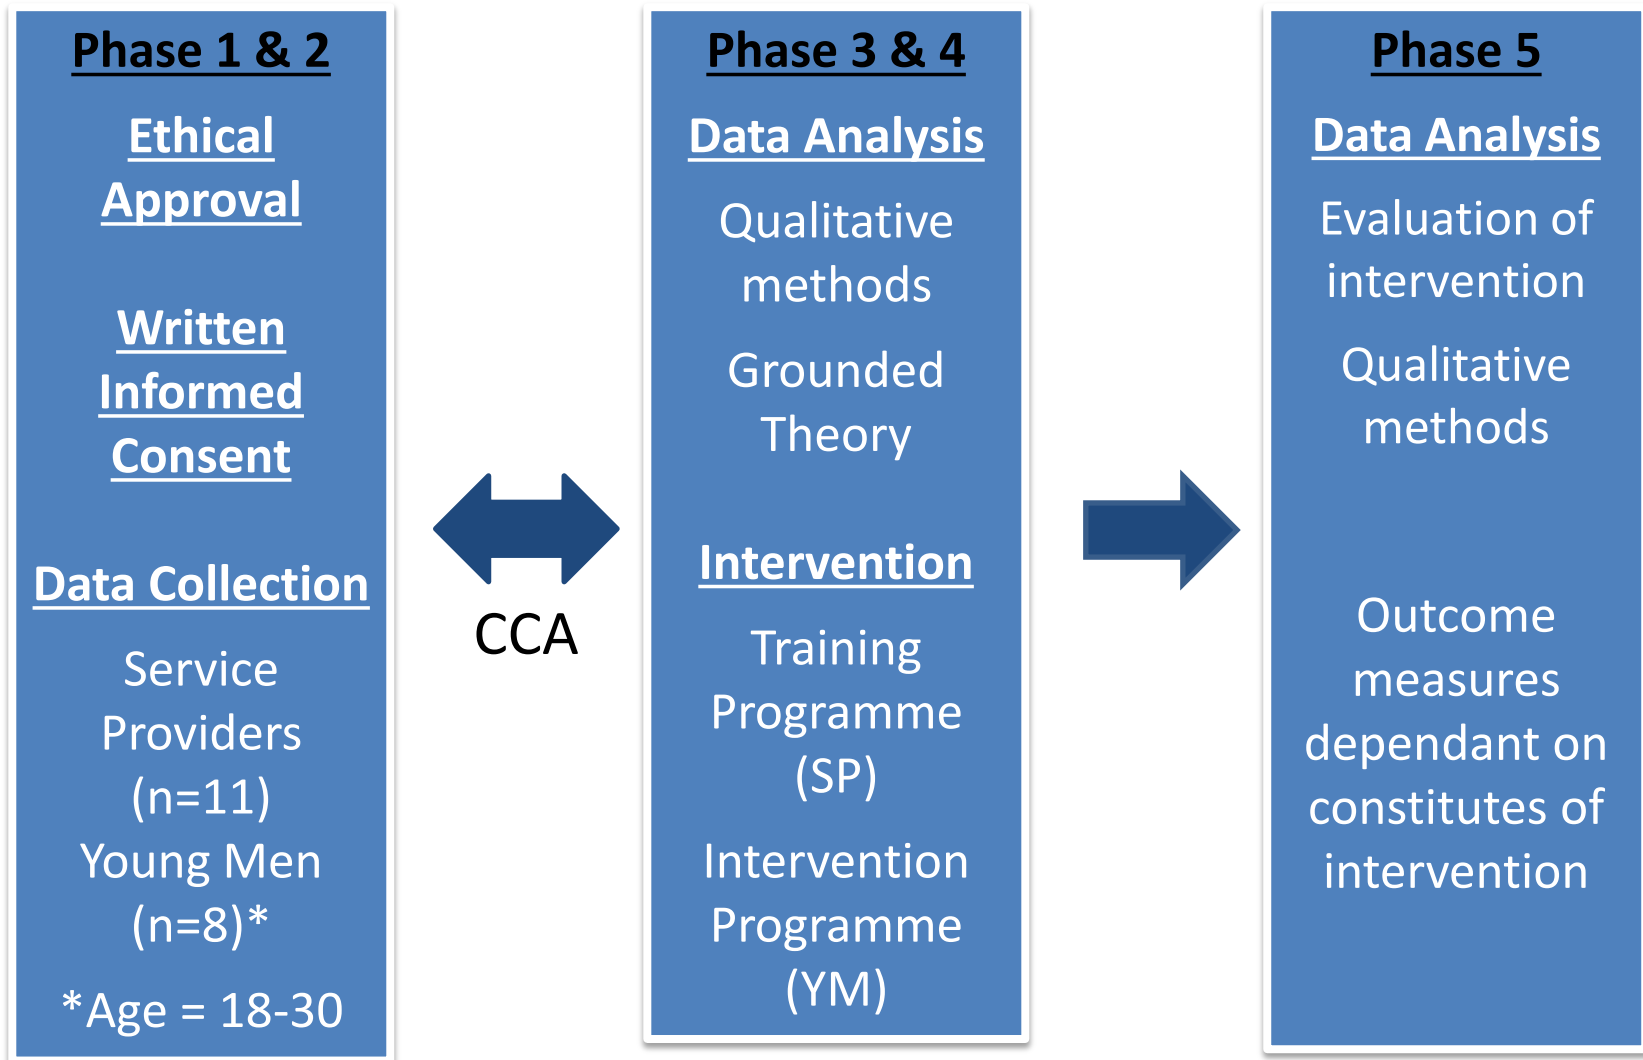 Phase 1 & 2
Ethical
Approval
Written
Informed
Consent
Data Collection
Service
Providers
(n=11)
Young Men
(n=8)*
*Age = 18-30
CCA
Phase 3 & 4
Data Analysis
Qualitative
methods
Grounded
Theory
Intervention
Training
Programme
(SP)
Intervention
Programme
(YM)
Phase 5
Data Analysis
Evaluation of
intervention
Qualitative
methods
Outcome
measures
dependant on
constitutes of
intervention